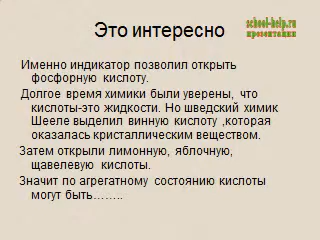 Это интересно
school-help.ru
презентации
Именно индикатор позволил открыть
фосфорную кислоту.
Долгое время химики были уверены, что
кислоты-это жидкости. Но шведский химик
Шееле выделил винную кислоту ,которая
оказалась кристаллическим веществом.
Затем открыли лимонную, яблочную,
щавелевую кислоты.
Значит по агрегатному состоянию кислоты
могут быть……..